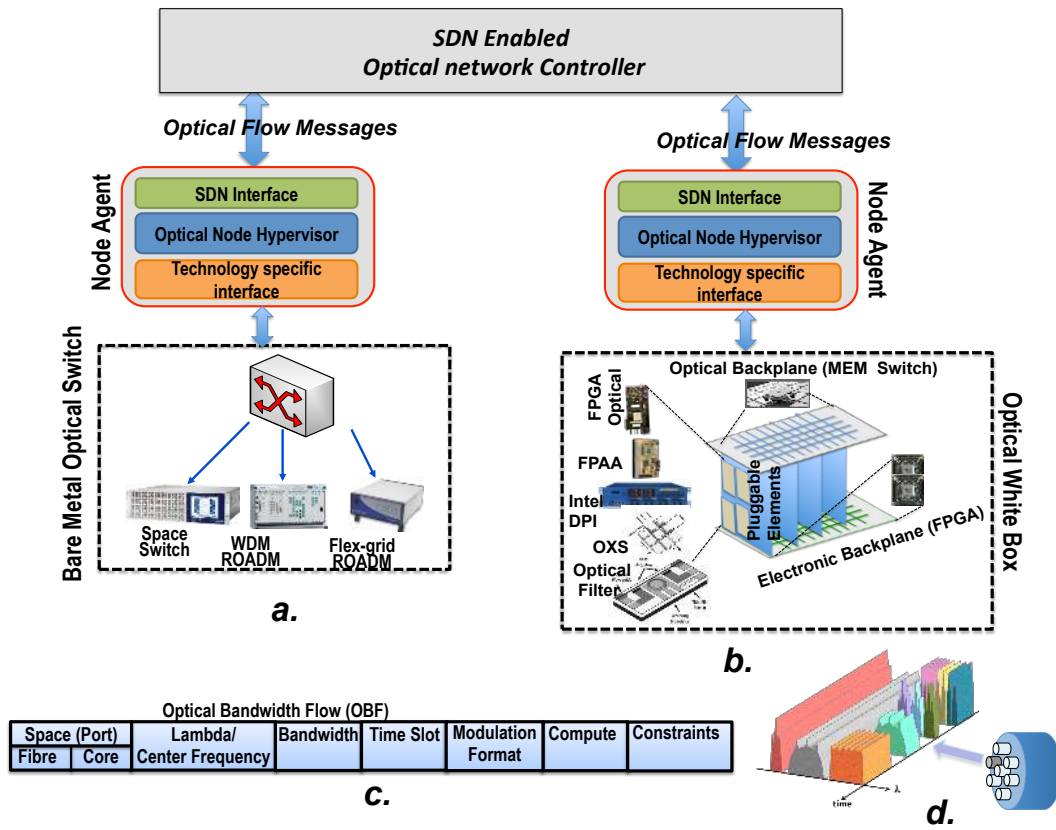 SDN Enabled
Optical network Controller
Optical Flow Messages
Optical Flow Messages
Node Agent
SDN Interface
Optical Node Hypervisor
Technology specific
interface
SDN Interface
Optical Node Hypervisor
Technology specific
interface
Node Agent
Bare Metal Optical Switch
Space
Switch
WDM
ROADM
Flex-grid
ROADM
a.
Optical Backplane (MEM Switch)
FPGA
Optical
FPAA
Intel
DPI
OXS
Optical
Filter
Pluggable
Elements
Electronic Backplane (FPGA)
Optical White Box
b.
Optical Bandwidth Flow (OBF)
Space (Port)
Fibre
Core
Lambda/
Center Frequency
Bandwidth
Time Slot
Modulation
Format
Compute
Constraints
c.
time
λ
d.